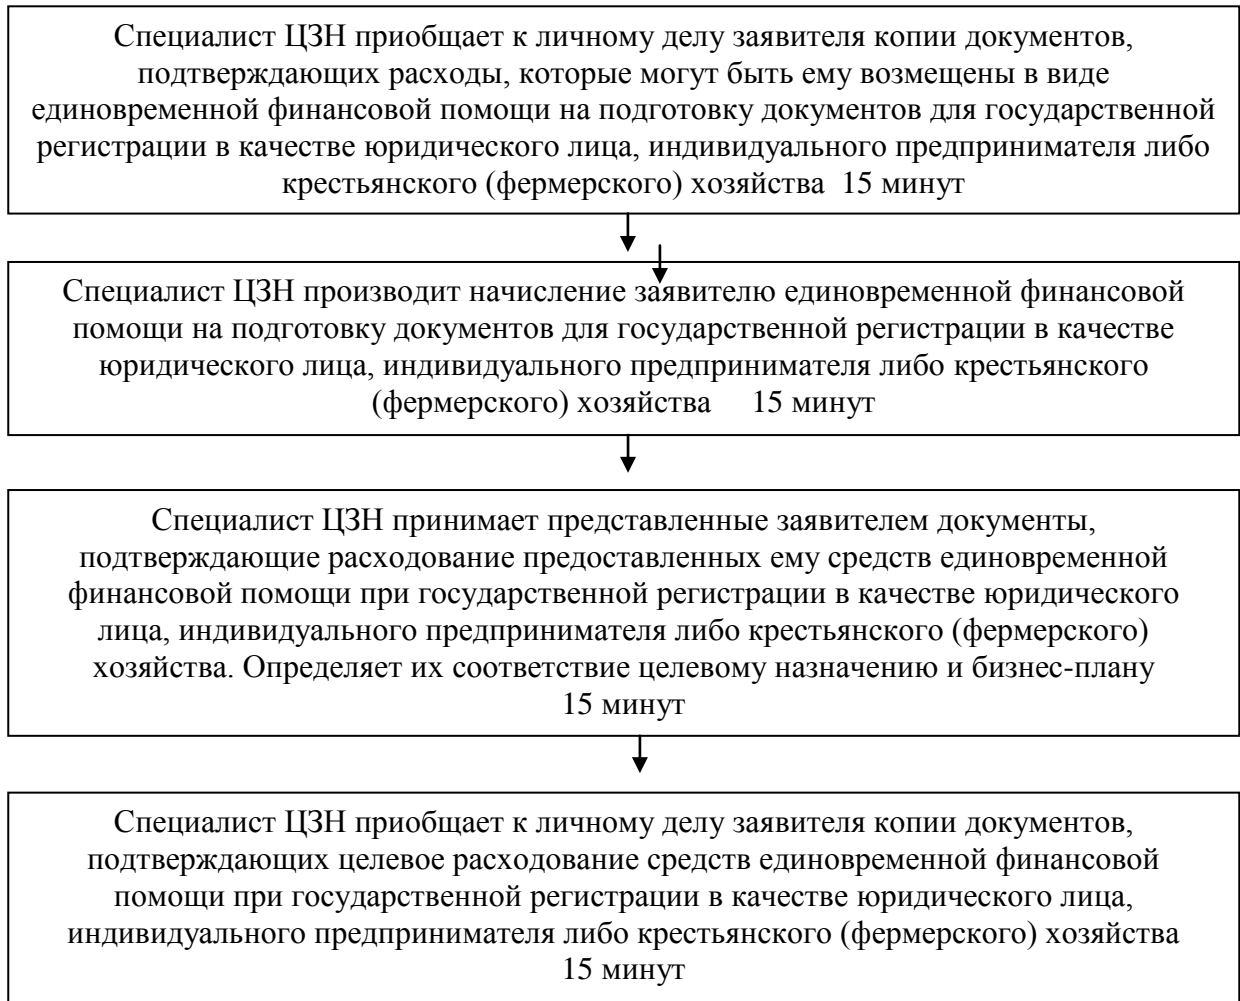 Специалист ЦЗН приобщает к личному делу заявителя копии документов,
подтверждающих расходы, которые могут быть ему возмещены в виде
единовременной финансовой помощи на подготовку документов для государственной
регистрации в качестве юридического лица, индивидуального предпринимателя либо
крестьянского (фермерского) хозяйства 15 минут
Специалист ЦЗН производит начисление заявителю единовременной финансовой
помощи на подготовку документов для государственной регистрации в качестве
юридического лица, индивидуального предпринимателя либо крестьянского
(фермерского) хозяйства 15 минут
Специалист ЦЗН принимает представленные заявителем документы,
подтверждающие расходование предоставленных ему средств единовременной
финансовой помощи при государственной регистрации в качестве юридического
лица, индивидуального предпринимателя либо крестьянского (фермерского)
хозяйства. Определяет их соответствие целевому назначению и бизнес-плану
15 минут
Специалист ЦЗН приобщает к личному делу заявителя копии документов,
подтверждающих целевое расходование средств единовременной финансовой
помощи при государственной регистрации в качестве юридического лица,
индивидуального предпринимателя либо крестьянского (фермерского) хозяйства
15 минут